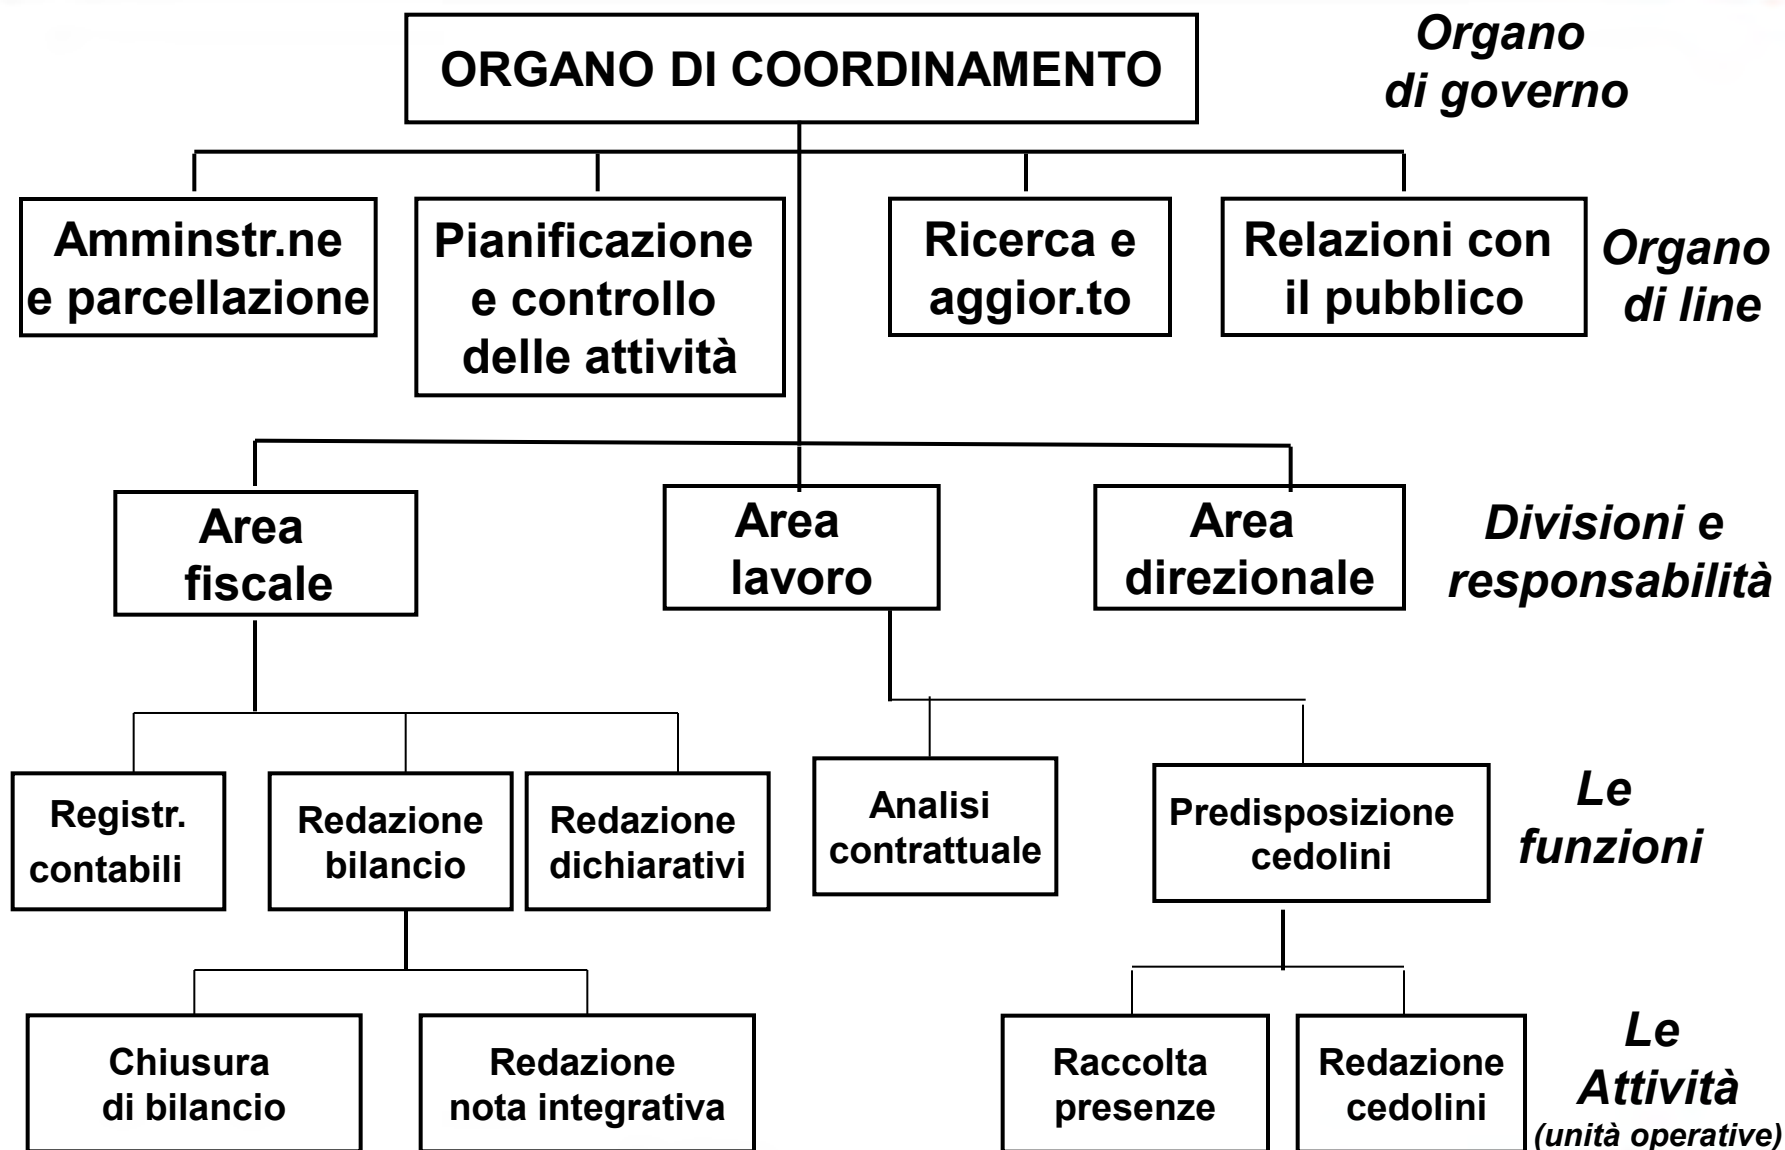 ORGANO DI COORDINAMENTO
Organo
di governo
Amminstr.ne
e parcellazione
Pianificazione
e controllo
delle attività
Ricerca e
aggior.to
Relazioni con
il pubblico
Organo
di line
Area
fiscale
Area
lavoro
Area
direzionale
Divisioni e
responsabilità
Registr.
contabili
Redazione
bilancio
Redazione
dichiarativi
Analisi
contrattuale
Predisposizione
cedolini
Le
funzioni
Chiusura
di bilancio
Redazione
nota integrativa
Raccolta
presenze
Redazione
cedolini
Le
Attività
(unità operative)